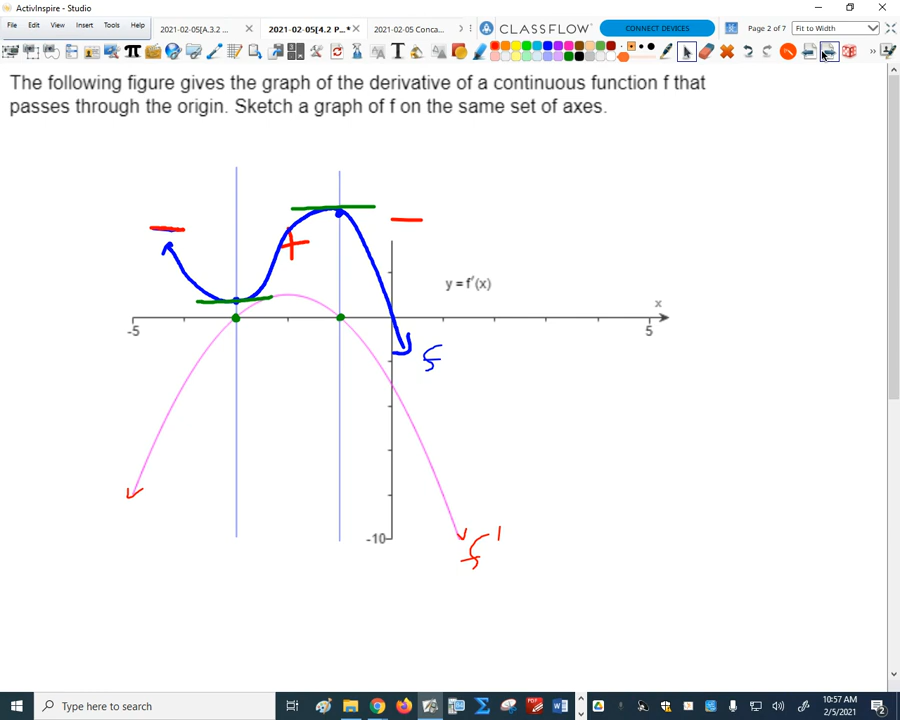 ActivInspire - Studio
File Edit View Insert Tools Help
2021-02-05[A.3.2 ...
2021-02-05[4.2 P...*
2021-02-05 Conca...
CLASSFLOW
CONNECT DEVICES
Page 2 of 7
Fit to Width
The following figure gives the graph of the derivative of a continuous function f that
passes through the origin. Sketch a graph of f on the same set of axes.
y = f'(x)
x
-5
5
f
-10
f'
Type here to search
10:57 AM
2/5/2021
2